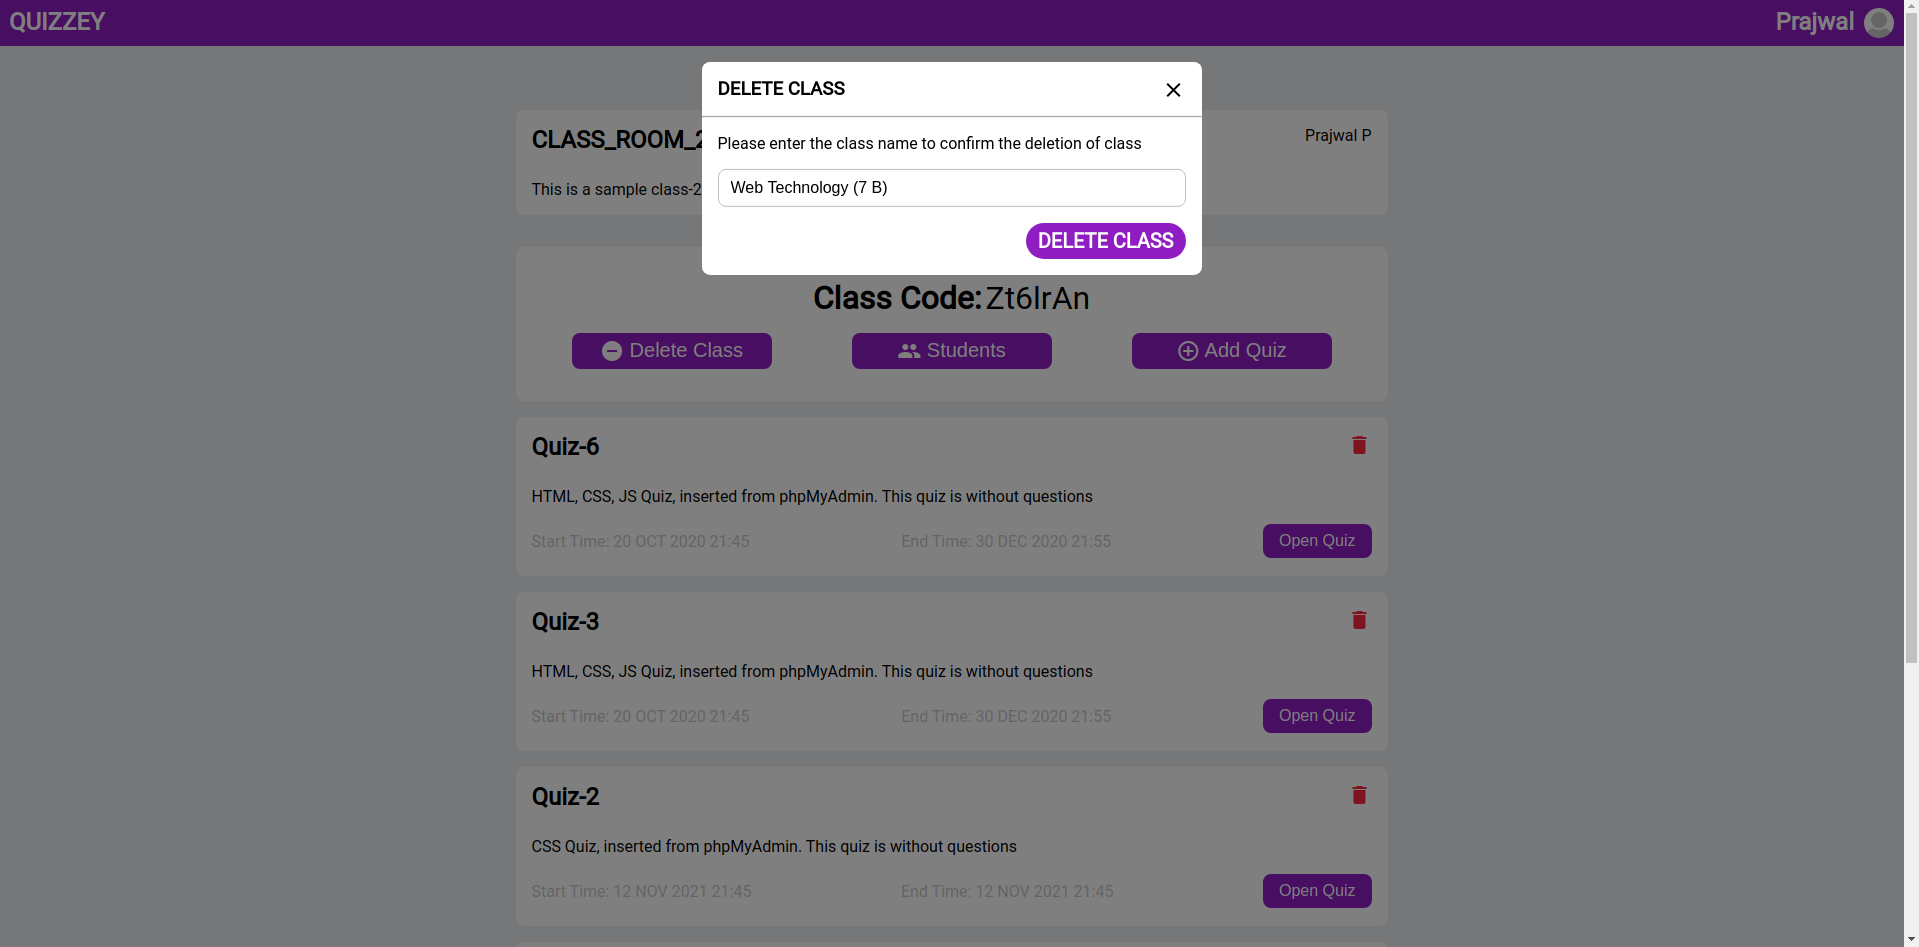 QUIZZEY
Prajwal
DELETE CLASS
Please enter the class name to confirm the deletion of class
Web Technology (7 B)
DELETE CLASS
CLASS_ROOM_2
Prajwal P
This is a sample class-2
Class Code: Zt6IrAn
Delete Class
Students
Add Quiz
Quiz-6
HTML, CSS, JS Quiz, inserted from phpMyAdmin. This quiz is without questions
Start Time: 20 OCT 2020 21:45 End Time: 30 DEC 2020 21:55 Open Quiz
Quiz-3
HTML, CSS, JS Quiz, inserted from phpMyAdmin. This quiz is without questions
Start Time: 20 OCT 2020 21:45 End Time: 30 DEC 2020 21:55 Open Quiz
Quiz-2
CSS Quiz, inserted from phpMyAdmin. This quiz is without questions
Start Time: 12 NOV 2021 21:45 End Time: 12 NOV 2021 21:45 Open Quiz